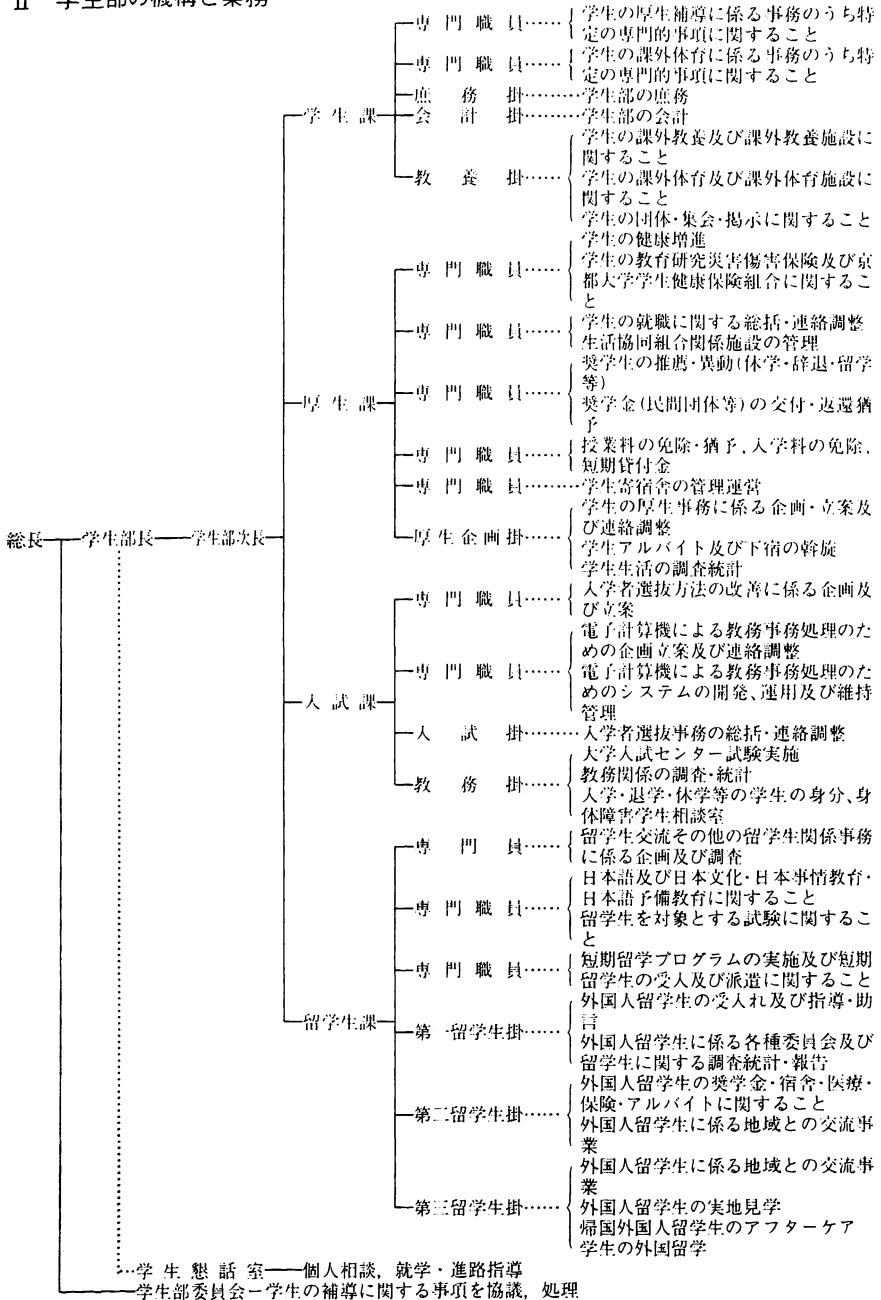 II 学生部の機構と業務
専門職員……学生の厚生補導に係る事務のうち特
定の専門的事項に関すること
専門職員……学生の課外体育に係る事務のうち特
定の専門的事項に関すること
庶務掛………学生部の庶務
学生課
会計掛………学生部の会計
学生の課外教養及び課外教養施設に
関すること
教養掛……学生の課外体育及び課外体育施設に
関すること
学生の団体・集会・掲示に関すること
学生の健康増進
専門職員……学生の教育研究災害傷害保険及び京
都大学学生健康保険組合に関するこ
と
専門職員……学生の就職に関する総括・連絡調整
生活協同組合関係施設の管理
奨学生の推薦・異動(休学・辞退・留学
等)
厚生課
専門職員……奨学金(民間団体等)の交付・返還猶
予
専門職員……授業料の免除・猶予,入学料の免除,
短期貸付金
専門職員………学生寄宿舎の管理運営
学生の厚生事務に係る企画・立案及
び連絡調整
厚生企画掛……学生アルバイト及び下宿の斡旋
学生生活の調査統計
総長 学生部長 学生部次長
専門職員……入学者選抜方法の改善に係る企画及
び立案
電子計算機による教務事務処理のた
めの企画立案及び連絡調整
専門職員……電子計算機による教務事務処理のた
めのシステムの開発、運用及び維持
管理
入試課
入試掛………入学者選抜事務の総括・連絡調整
大学入試センター試験実施
教務掛……教務関係の調査・統計
入学・退学・休学等の学生の身分、身
体障害学生相談室
専門員……留学生交流その他の留学生関係事務
に係る企画及び調査
日本語及び日本文化・日本事情教育・
専門職員……日本語予備教育に関すること
留学生を対象とする試験に関するこ
と
専門職員……短期留学プログラムの実施及び短期
留学生の受入及び派遣に関すること
外国人留学生の受入れ及び指導・助
言
留学生課
第一留学生掛……外国人留学生に係る各種委員会及び
留学生に関する調査統計・報告
外国人留学生の奨学金・宿舎・医療・
第二留学生掛……保険・アルバイトに関すること
外国人留学生に係る地域との交流事
業
外国人留学生に係る地域との交流事
業
第三留学生掛……外国人留学生の実地見学
帰国外国人留学生のアフターケア
学生の外国留学
学生懇話室――個人相談,就学・進路指導
学生部委員会ー学生の補導に関する事項を協議,処理